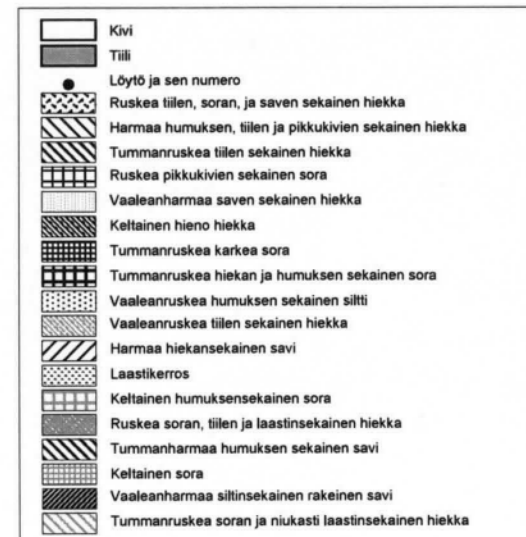 Kivi
Tiili
Löytö ja sen numero
Ruskea tiilen, soran, ja saven sekainen hiekka
Harmaa humuksen, tiilen ja pikkukivien sekainen hiekka
Tummanruskea tiilen sekainen hiekka
Ruskea pikkukivien sekainen sora
Vaaleanharmaa saven sekainen hiekka
Keltainen hieno hiekka
Tummanruskea karkea sora
Tummanruskea hiekan ja humuksen sekainen sora
Vaaleanruskea humuksen sekainen siltti
Vaaleanruskea tiilen sekainen hiekka
Harmaa hiekansekainen savi
Laastikerros
Keltainen humuksensekainen sora
Ruskea soran, tiilen ja laastinsekainen hiekka
Tummanharmaa humuksen sekainen savi
Keltainen sora
Vaaleanharmaa siltinsekainen rakeinen savi
Tummanruskea soran ja niukasti laastinsekainen hiekka